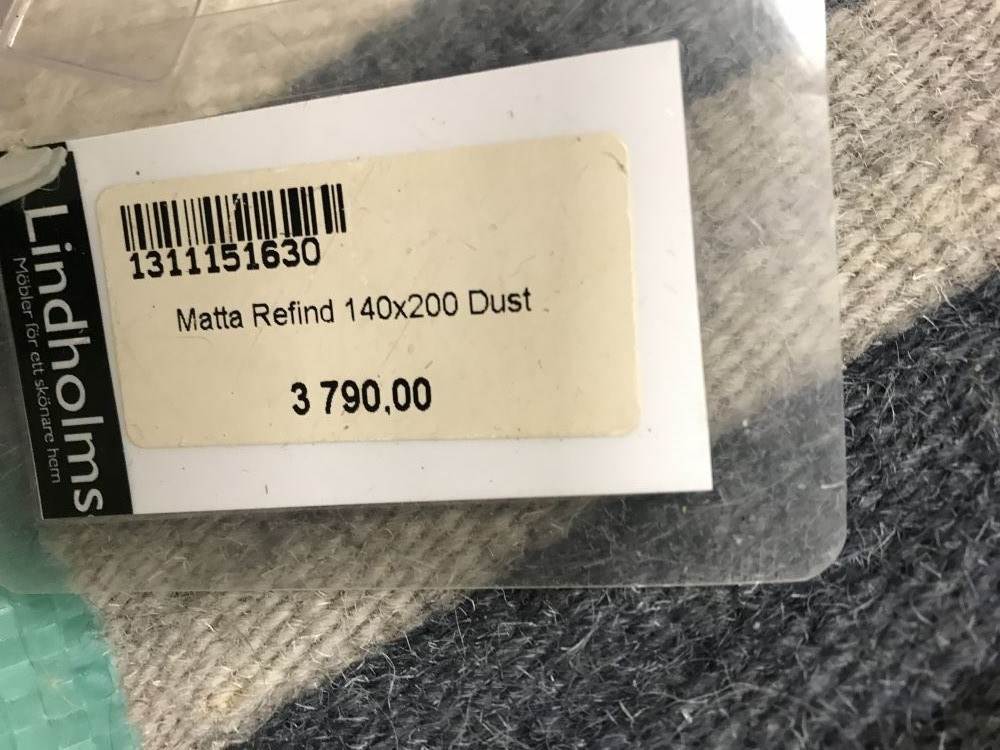 Lindholms
Möbler för ett skönare hem
1311151630
Matta Refind 140x200 Dust
3 790,00